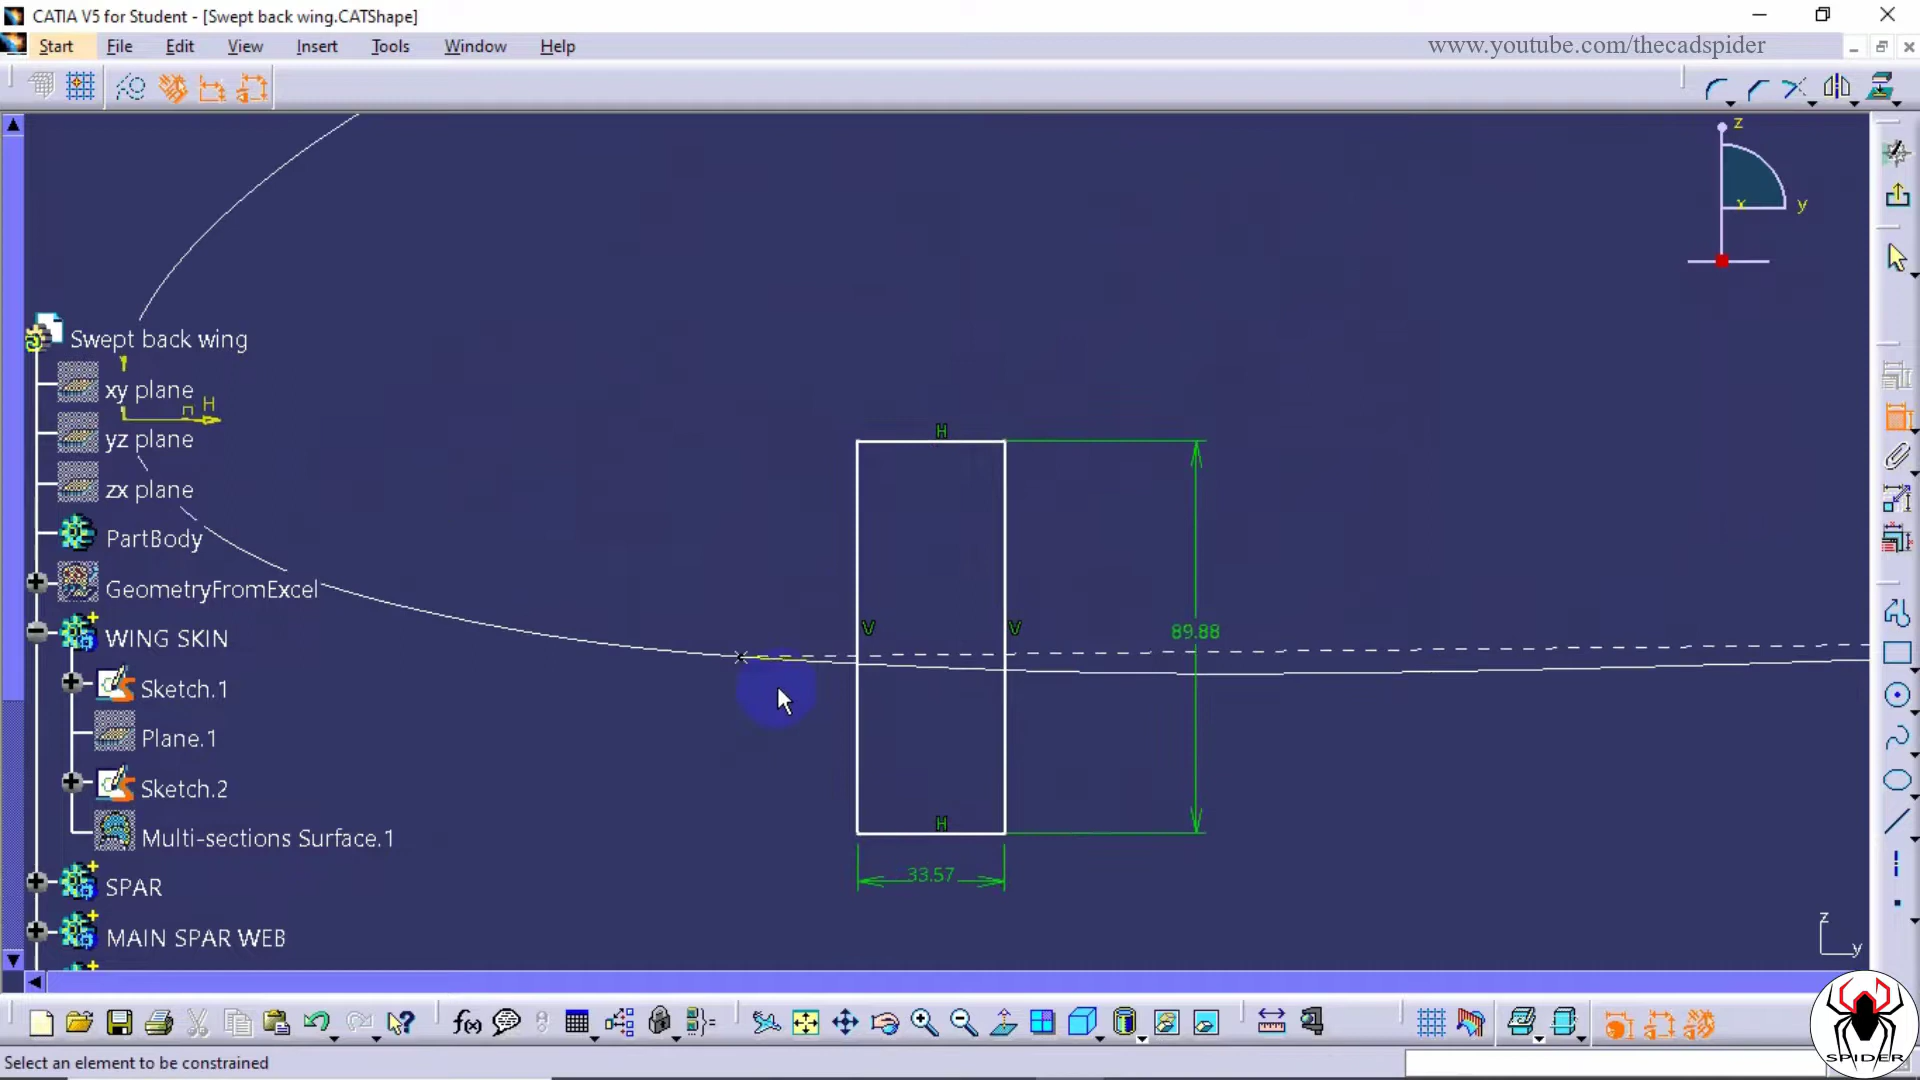 CATIA V5 for Student - [Swept back wing.CATShape]
Start File Edit View Insert Tools Window Help
www.youtube.com/thecadspider
z
x y
Swept back wing
xy plane
H
yz plane
zx plane
PartBody
GeometryFromExcel
WING SKIN
Sketch.1
Plane.1
Sketch.2
Multi-sections Surface.1
SPAR
MAIN SPAR WEB
H
V V
89.88
H
33.57
z
y
f(x)
SPIDER
Select an element to be constrained